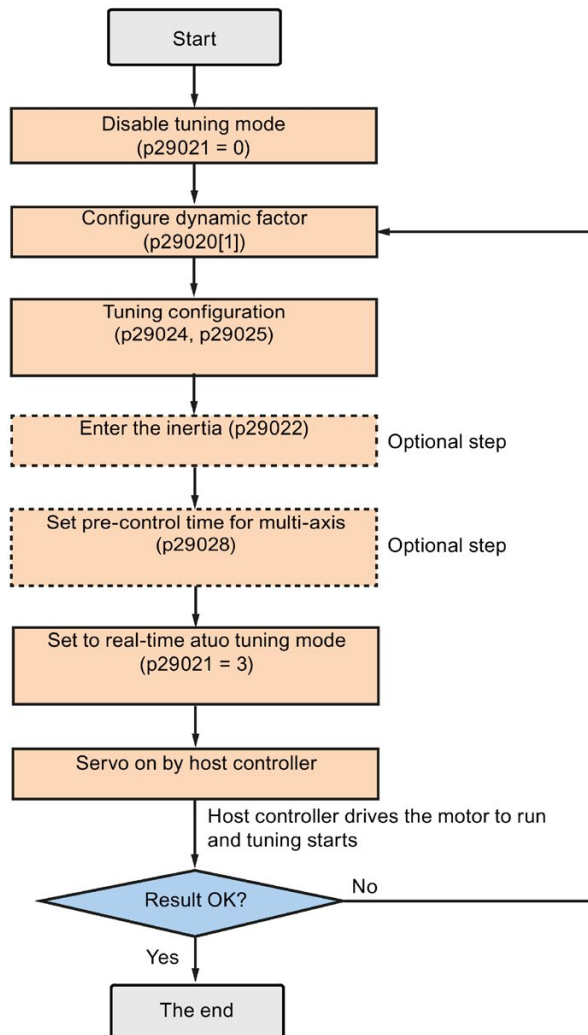 Start
Disable tuning mode
(p29021 = 0)
Configure dynamic factor
(p29020[1])
Tuning configuration
(p29024, p29025)
Enter the inertia (p29022)
Optional step
Set pre-control time for multi-axis
(p29028)
Optional step
Set to real-time atuo tuning mode
(p29021 = 3)
Servo on by host controller
Host controller drives the motor to run
and tuning starts
Result OK?
No
Yes
The end